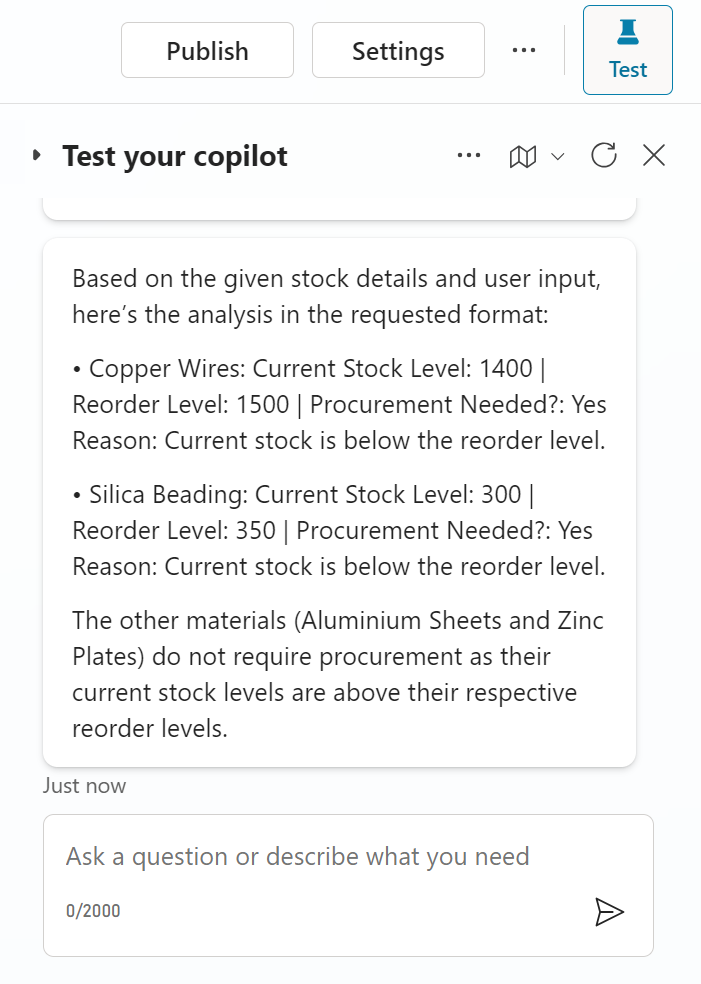 Publish
Settings
...
Test
Test your copilot
...
Based on the given stock details and user input,
here’s the analysis in the requested format:
• Copper Wires: Current Stock Level: 1400 |
Reorder Level: 1500 | Procurement Needed?: Yes
Reason: Current stock is below the reorder level.
• Silica Beading: Current Stock Level: 300 |
Reorder Level: 350 | Procurement Needed?: Yes
Reason: Current stock is below the reorder level.
The other materials (Aluminium Sheets and Zinc
Plates) do not require procurement as their
current stock levels are above their respective
reorder levels.
Just now
Ask a question or describe what you need
0/2000